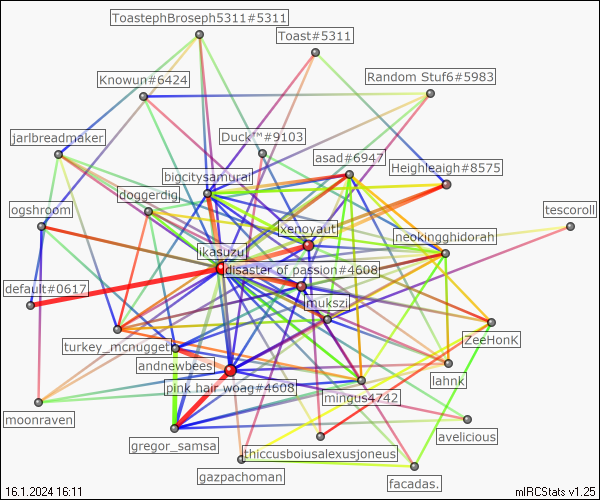 ToastephBroseph5311#5311
Toast#5311
Knowun#6424
Random Stuf6#5983
jarlbreadmaker
Duck™#9103
asad#6947
bigcitysamurai
Heighleigh#8575
doggerdig
ogshroom
tescoroll
xenoyauti
neokingghidorah
ikasuzu
disaster of passion#4608
default#0617
mukszi
turkey_mcnugget
ZeeHonK
andnewbees
lahnk
pink hair woag#4608
mingus4742
moonraven
avelicious
gregor_samsa
thiccusboiusalexusjoneus
gazpachoman
facadas.
16.1.2024 16:11
mIRCStats v1.25